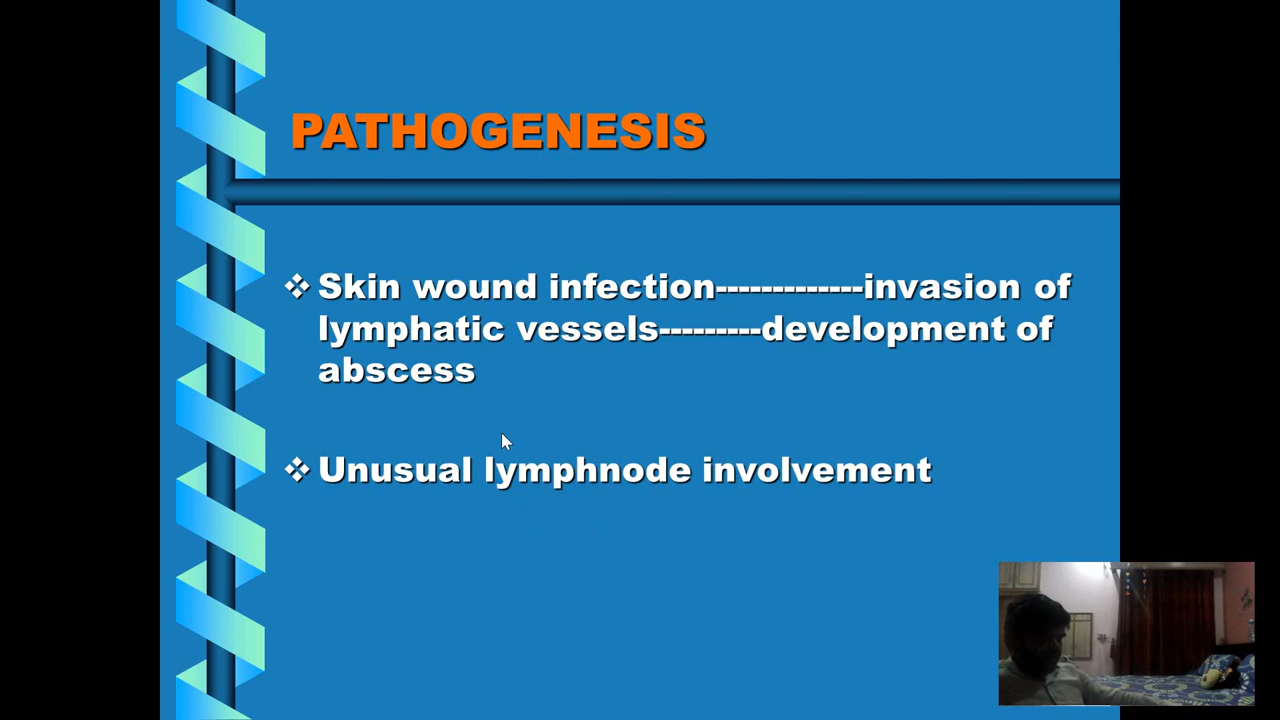 PATHOGENESIS
❖ Skin wound infection-------------invasion of
lymphatic vessels---------development of
abscess
❖ Unusual lymphnode involvement